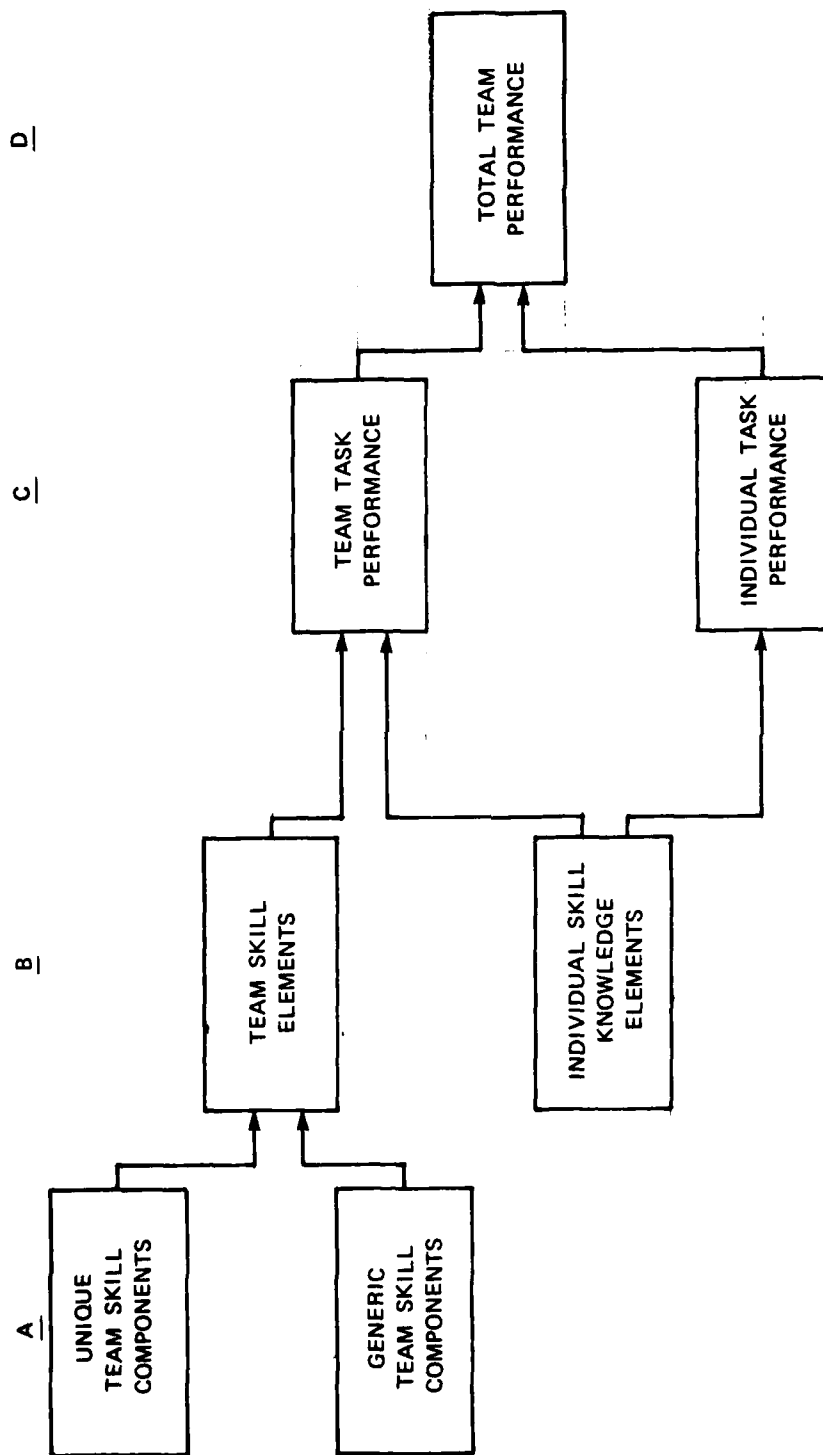 A
B
C
D
UNIQUE
TEAM SKILL
COMPONENTS
GENERIC
TEAM SKILL
COMPONENTS
TEAM SKILL
ELEMENTS
INDIVIDUAL SKILL
KNOWLEDGE
ELEMENTS
TEAM TASK
PERFORMANCE
INDIVIDUAL TASK
PERFORMANCE
TOTAL TEAM
PERFORMANCE